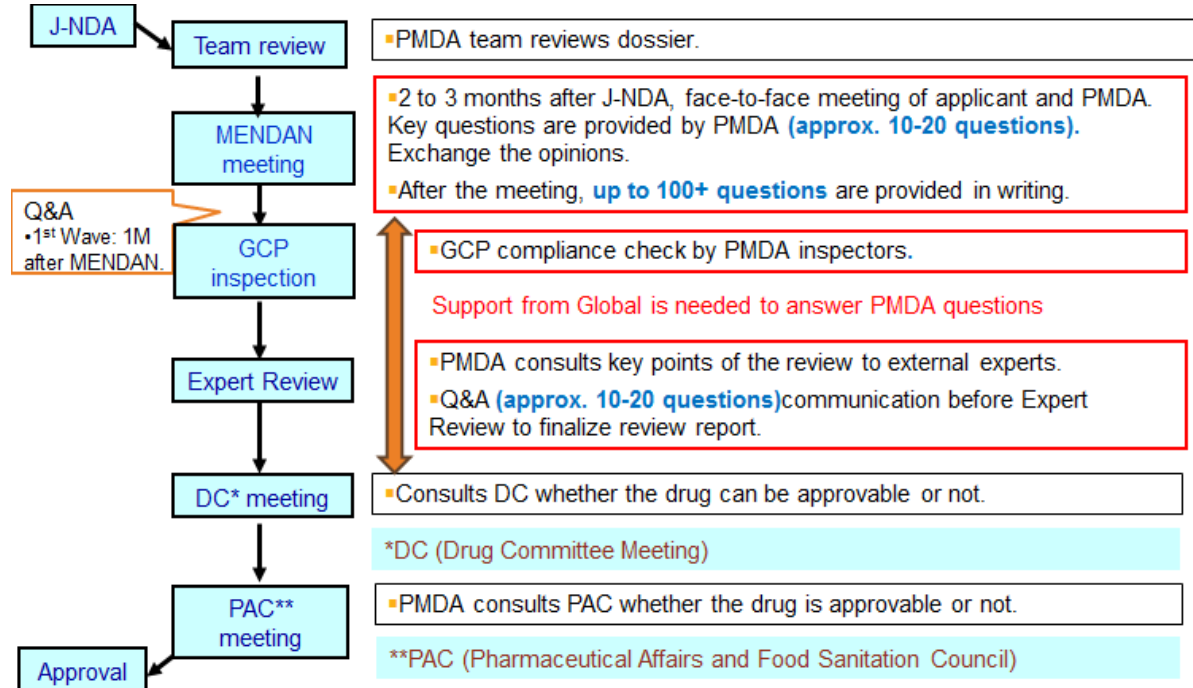 J-NDA
Team review
▪PMDA team reviews dossier.
MENDAN
meeting
▪2 to 3 months after J-NDA, face-to-face meeting of applicant and PMDA.
Key questions are provided by PMDA (approx. 10-20 questions).
Exchange the opinions.
▪After the meeting, up to 100+ questions are provided in writing.
Q&A
•1st Wave: 1M
after MENDAN.
GCP
inspection
▪GCP compliance check by PMDA inspectors.
Support from Global is needed to answer PMDA questions
Expert Review
▪PMDA consults key points of the review to external experts.
▪Q&A (approx. 10-20 questions)communication before Expert
Review to finalize review report.
DC* meeting
▪Consults DC whether the drug can be approvable or not.
*DC (Drug Committee Meeting)
PAC**
meeting
▪PMDA consults PAC whether the drug is approvable or not.
**PAC (Pharmaceutical Affairs and Food Sanitation Council)
Approval